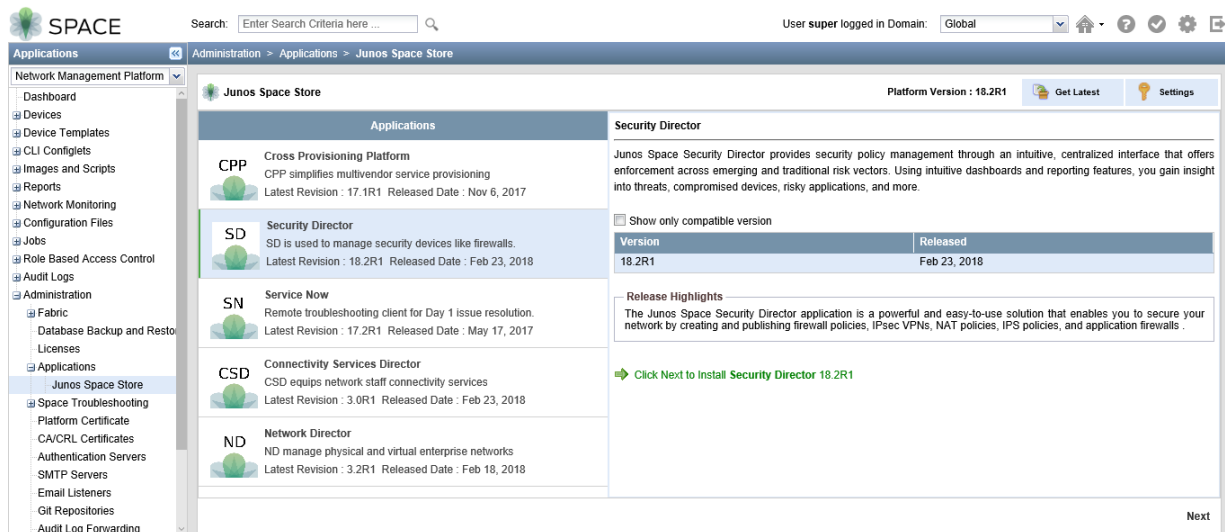 SPACE
Search: Enter Search Criteria here ...
User super logged in Domain: Global
Applications
Administration > Applications > Junos Space Store
Network Management Platform
Dashboard
Devices
Device Templates
CLI Configlets
Images and Scripts
Reports
Network Monitoring
Configuration Files
Jobs
Role Based Access Control
Audit Logs
Administration
Fabric
Database Backup and Resto
Licenses
Applications
Junos Space Store
Space Troubleshooting
Platform Certificate
CA/CRL Certificates
Authentication Servers
SMTP Servers
Email Listeners
Git Repositories
Audit Log Forwarding
Junos Space Store
Platform Version : 18.2R1
Get Latest
Settings
Applications
CPP
Cross Provisioning Platform
CPP simplifies multivendor service provisioning
Latest Revision : 17.1R1 Released Date : Nov 6, 2017
SD
Security Director
SD is used to manage security devices like firewalls.
Latest Revision : 18.2R1 Released Date : Feb 23, 2018
SN
Service Now
Remote troubleshooting client for Day 1 issue resolution.
Latest Revision : 17.2R1 Released Date : May 17, 2017
CSD
Connectivity Services Director
CSD equips network staff connectivity services
Latest Revision : 3.0R1 Released Date : Feb 23, 2018
ND
Network Director
ND manage physical and virtual enterprise networks
Latest Revision : 3.2R1 Released Date : Feb 18, 2018
Security Director
Junos Space Security Director provides security policy management through an intuitive, centralized interface that offers
enforcement across emerging and traditional risk vectors. Using intuitive dashboards and reporting features, you gain insight
into threats, compromised devices, risky applications, and more.
Show only compatible version
Version Released
18.2R1 Feb 23, 2018
Release Highlights
The Junos Space Security Director application is a powerful and easy-to-use solution that enables you to secure your
network by creating and publishing firewall policies, IPsec VPNs, NAT policies, IPS policies, and application firewalls .
Click Next to Install Security Director 18.2R1
Next